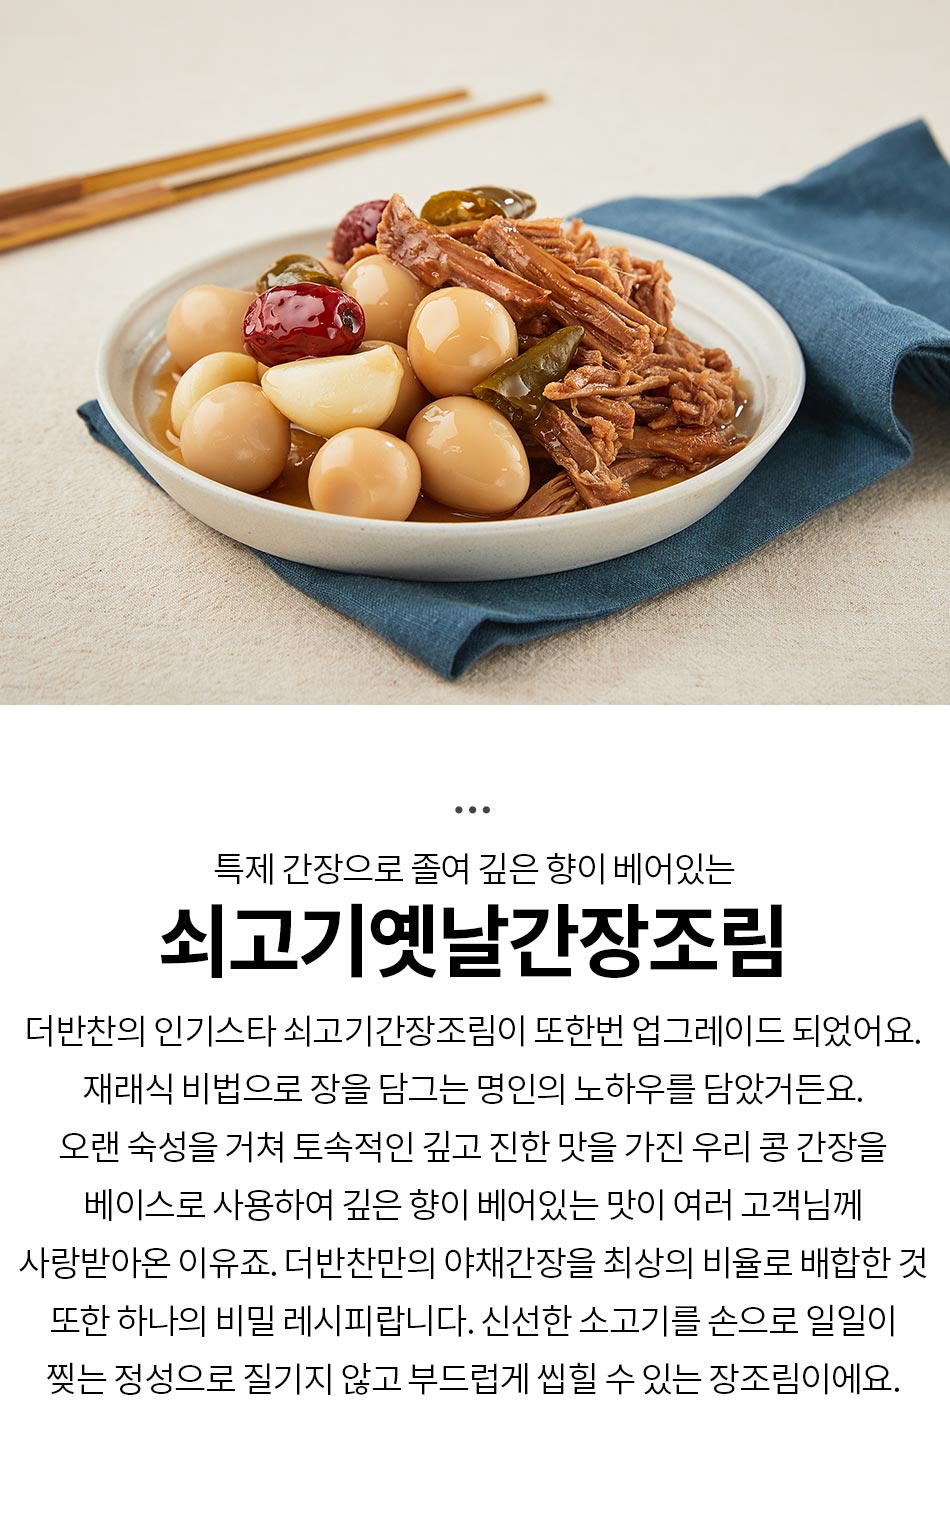 특제 간장으로 졸여 깊은 향이 베어있는
쇠고기옛날간장조림
더반찬의 인기스타 쇠고기간장조림이 또한번 업그레이드 되었어요.
재래식 비법으로 장을 담그는 명인의 노하우를 담았거든요.
오랜 숙성을 거쳐 토속적인 깊고 진한 맛을 가진 우리 콩 간장을
베이스로 사용하여 깊은 향이 베어있는 맛이 여러 고객님께
사랑받아온 이유죠. 더반찬만의 야채간장을 최상의 비율로 배합한 것
또한 하나의 비밀 레시피랍니다. 신선한 소고기를 손으로 일일이
찢는 정성으로 질기지 않고 부드럽게 씹힐 수 있는 장조림이에요.